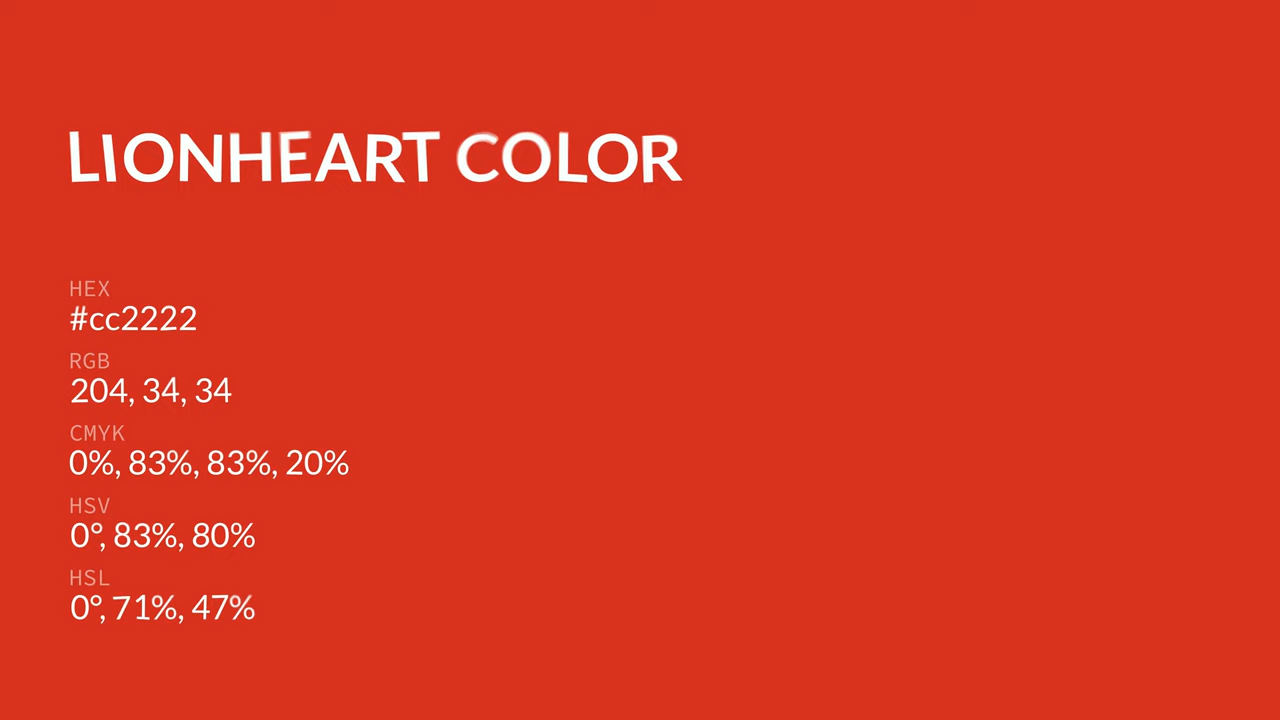 LIONHEART COLOR
HEX
#cc2222
RGB
204, 34, 34
CMYK
0%, 83%, 83%, 20%
HSV
0°, 83%, 80%
HSL
0°, 71%, 47%